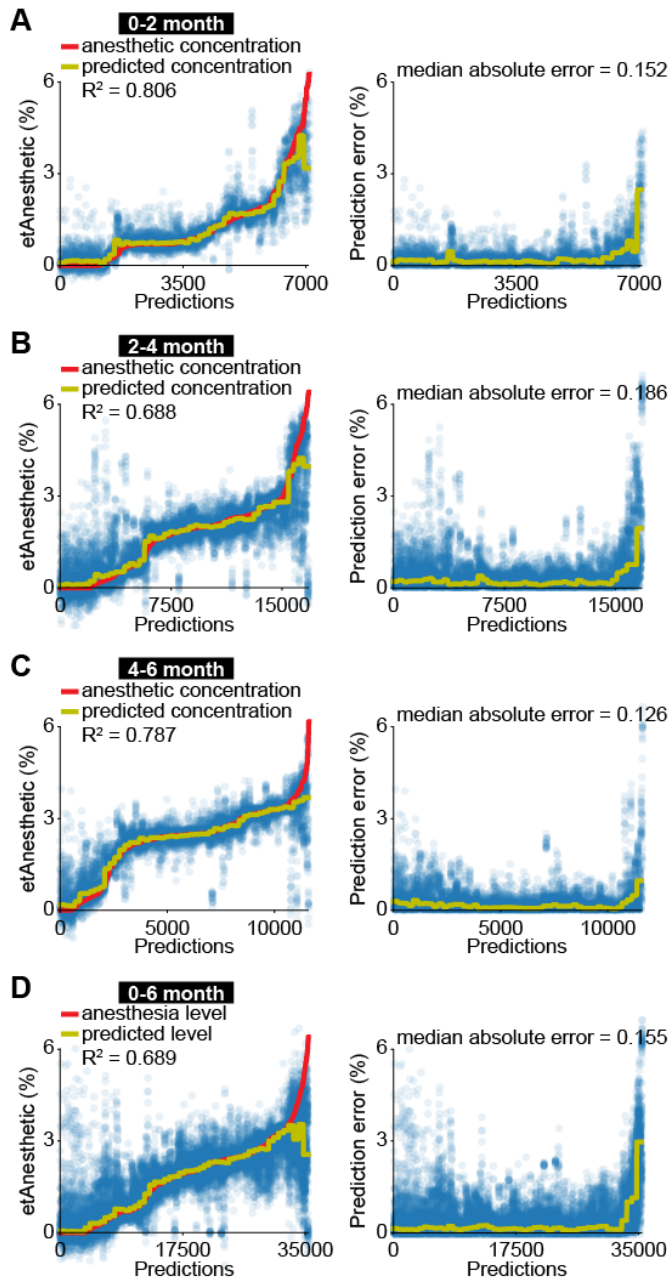 A
0-2 month
anesthetic concentration
predicted concentration
R² = 0.806
median absolute error = 0.152
etAnesthetic (%)
6
3
0
0
3500
7000
Predictions
Prediction error (%)
6
3
0
0
3500
7000
Predictions
B
2-4 month
anesthetic concentration
predicted concentration
R² = 0.688
median absolute error = 0.186
etAnesthetic (%)
6
3
0
0
7500
15000
Predictions
Prediction error (%)
6
3
0
0
7500
15000
Predictions
C
4-6 month
anesthetic concentration
predicted concentration
R² = 0.787
median absolute error = 0.126
etAnesthetic (%)
6
3
0
0
5000
10000
Predictions
Prediction error (%)
6
3
0
0
5000
10000
Predictions
D
0-6 month
anesthesia level
predicted level
R² = 0.689
median absolute error = 0.155
etAnesthetic (%)
6
3
0
0
17500
35000
Predictions
Prediction error (%)
6
3
0
0
17500
35000
Predictions